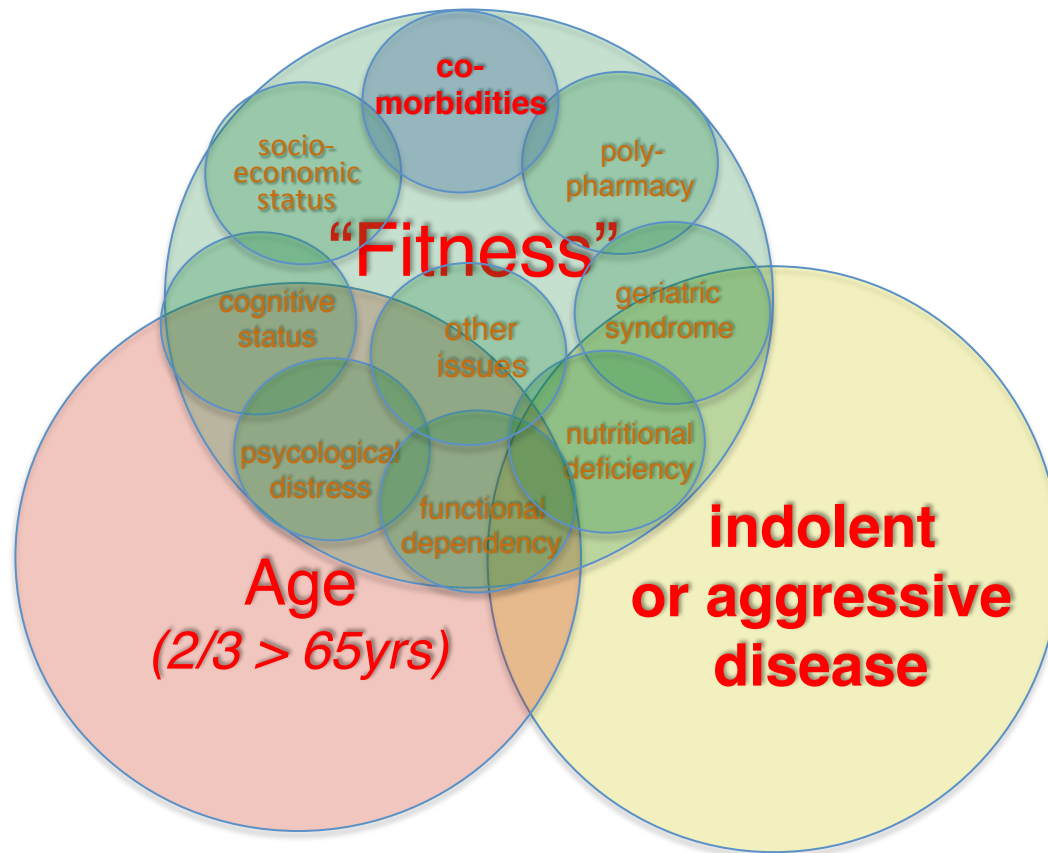 co-
morbidities
socio-
economic
status
poly-
pharmacy
“Fitness”
cognitive
status
other
issues
geriatric
syndrome
psycological
distress
functional
dependency
nutritional
deficiency
Age
(2/3 > 65yrs)
indolent
or aggressive
disease